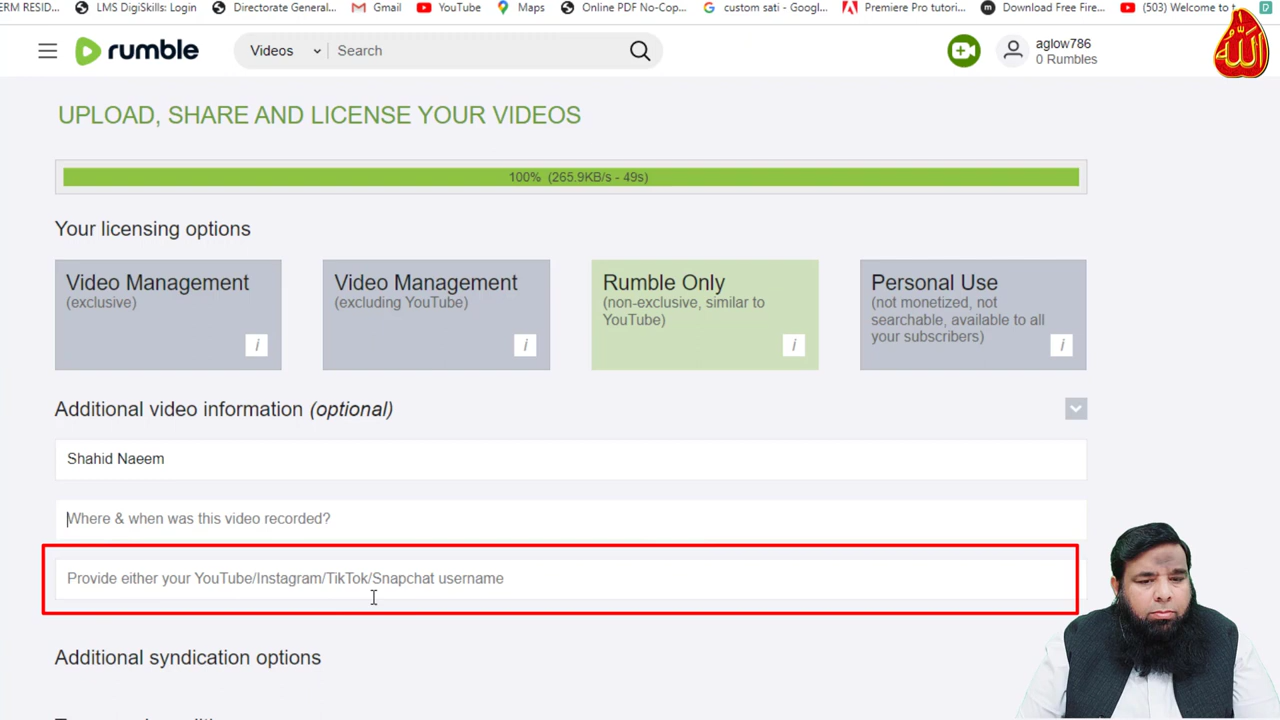 ERM RESID...
LMS DigiSkills: Login
Directorate General...
Gmail
YouTube
Maps
Online PDF No-Cop...
custom sati - Googl...
Premiere Pro tutori...
Download Free Fire...
(503) Welcome to t
rumble
Videos
Search
aglow786
0 Rumbles
الله
UPLOAD, SHARE AND LICENSE YOUR VIDEOS
100% (265.9KB/s - 49s)
Your licensing options
Video Management
(exclusive)
i
Video Management
(excluding YouTube)
i
Rumble Only
(non-exclusive, similar to
YouTube)
i
Personal Use
(not monetized, not
searchable, available to all
your subscribers)
i
Additional video information (optional)
Shahid Naeem
Where & when was this video recorded?
Provide either your YouTube/Instagram/TikTok/Snapchat username
Additional syndication options